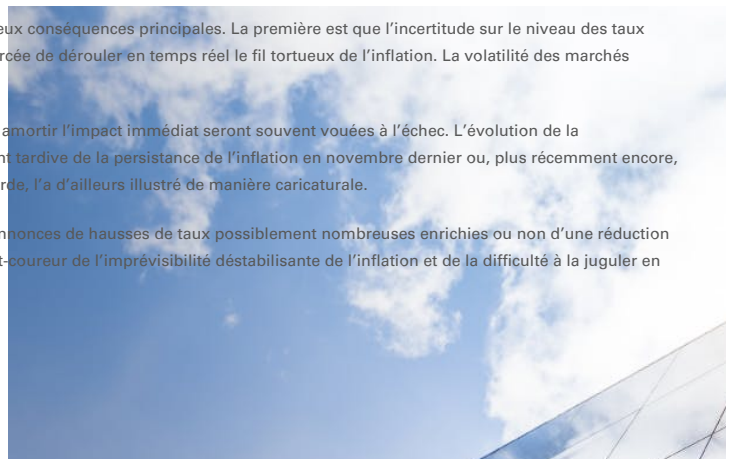 eux conséquences principales. La première est que l’incertitude sur le niveau des taux
rcée de dérouler en temps réel le fil tortueux de l’inflation. La volatilité des marchés
amortir l’impact immédiat seront souvent vouées à l’échec. L’évolution de la
nt tardive de la persistance de l’inflation en novembre dernier ou, plus récemment encore,
rde, l’a d’ailleurs illustré de manière caricaturale.
nnonces de hausses de taux possiblement nombreuses enrichies ou non d’une réduction
t-coureur de l’imprévisibilité déstabilisante de l’inflation et de la difficulté à la juguler en